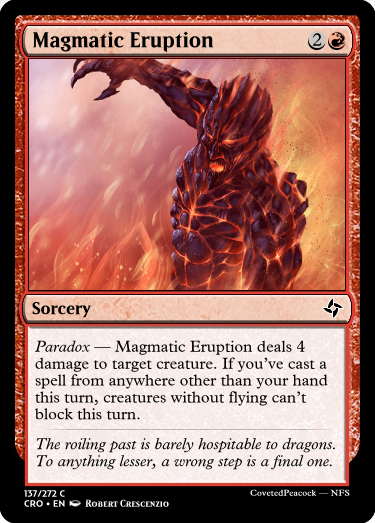 Magmatic Eruption 2
Sorcery
Paradox — Magmatic Eruption deals 4
damage to target creature. If you've cast a
spell from anywhere other than your hand
this turn, creatures without flying can't
block this turn.
The roiling past is barely hospitable to dragons.
To anything lesser, a wrong step is a final one.
137/272 C
CRO • EN Robert Crescenzio
CovetedPeacock — NFS